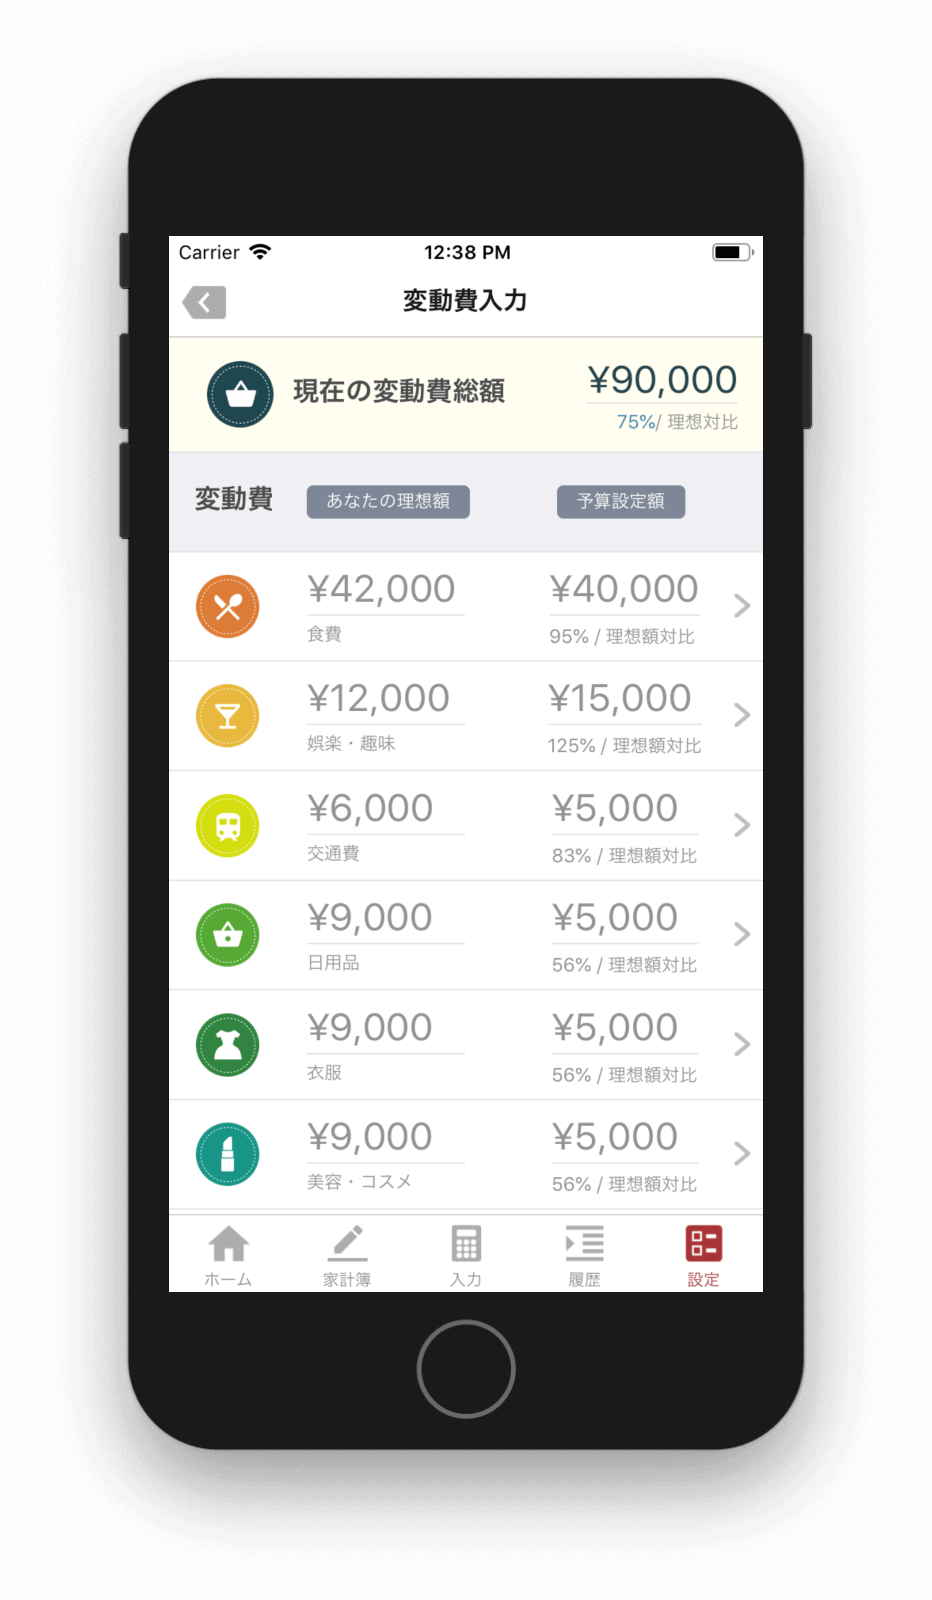 Carrier 12:38 PM
変動費入力
現在の変動費総額 ¥90,000
75%/ 理想対比
変動費 あなたの理想額 予算設定額
¥42,000 ¥40,000
食費 95% / 理想額対比
¥12,000 ¥15,000
娯楽・趣味 125% / 理想額対比
¥6,000 ¥5,000
交通費 83% / 理想額対比
¥9,000 ¥5,000
日用品 56% / 理想額対比
¥9,000 ¥5,000
衣服 56% / 理想額対比
¥9,000 ¥5,000
美容・コスメ 56% / 理想額対比
ホーム 家計簿 入力 履歴 設定